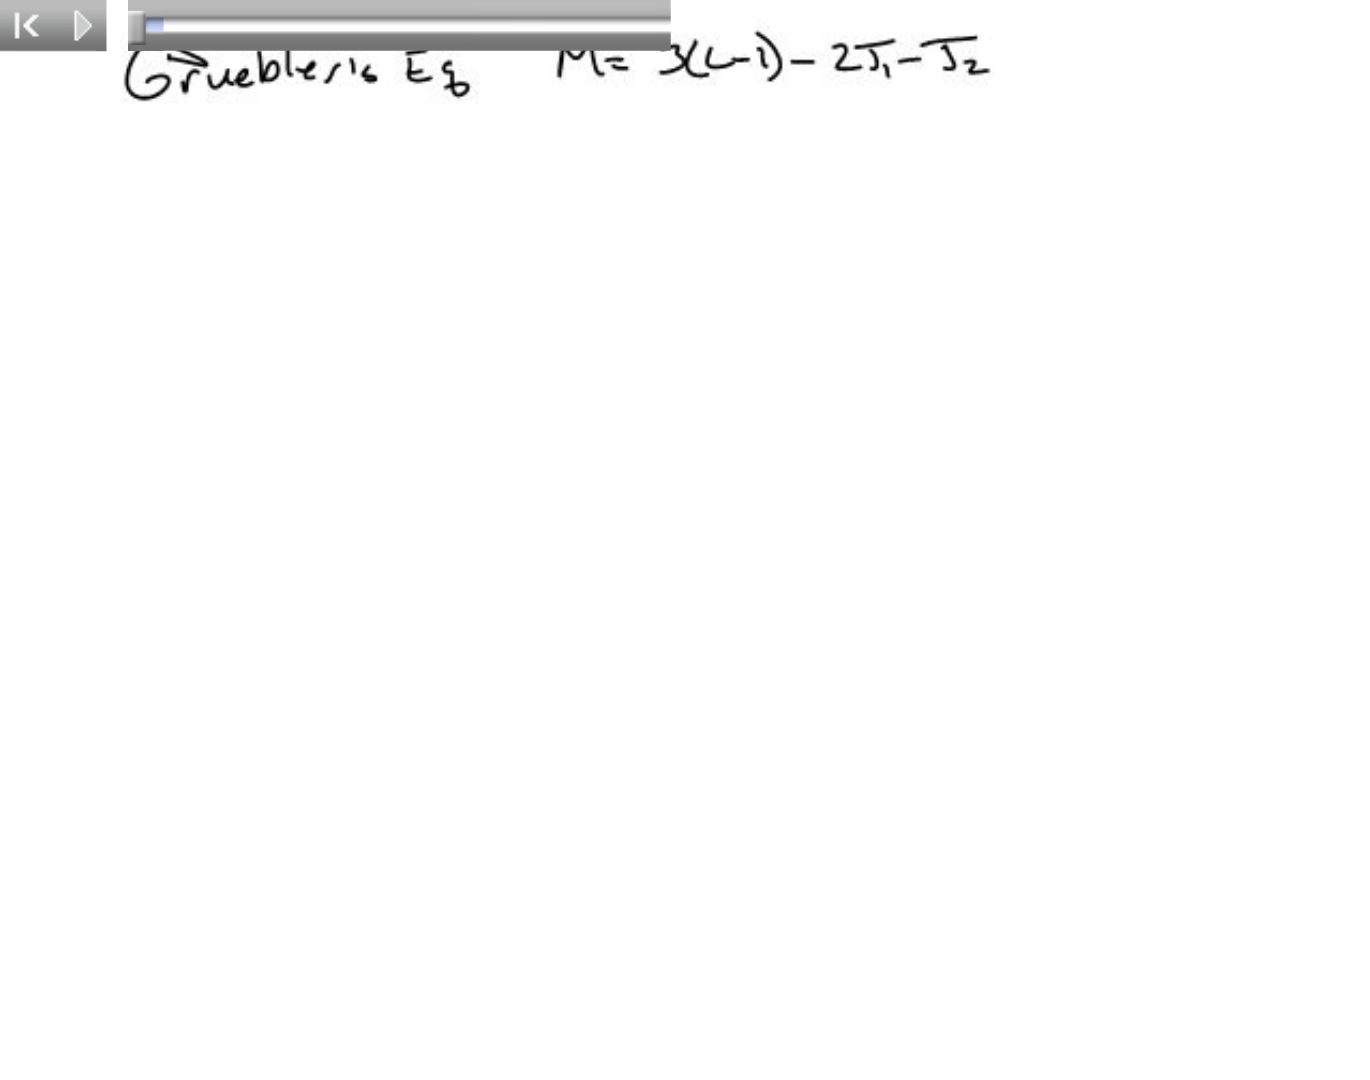 Gruebler's Eq M = 3(L-1) - 2J₁ - J₂